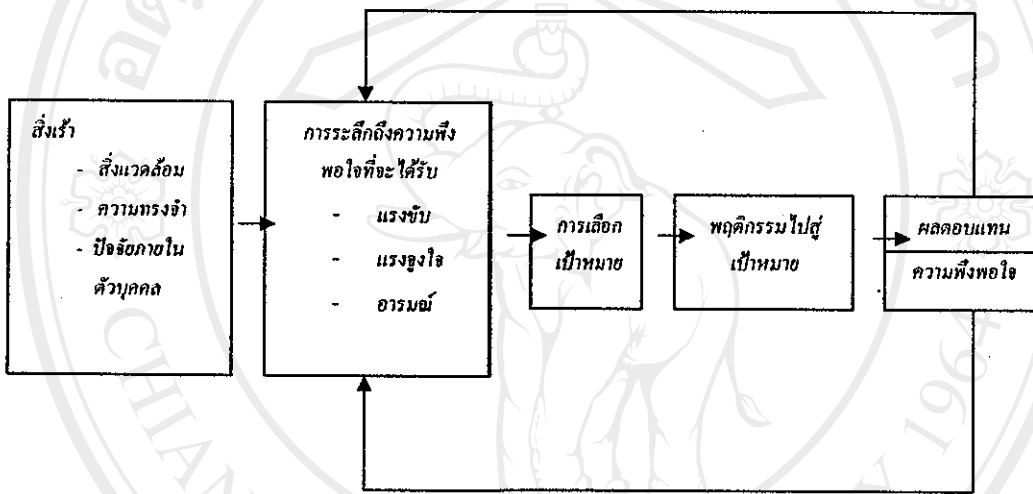 สิ่งเร้า
- สิ่งแวดล้อม
- ความทรงจำ
- ปัจจัยภายใน
ตัวบุคคล
การระลึกถึงความพึง
พอใจที่จะได้รับ
- แรงขับ
- แรงจูงใจ
- อารมณ์
การเลือก
เป้าหมาย
พฤติกรรมไปสู่
เป้าหมาย
ผลตอบแทน
ความพึงพอใจ
CHIAN
Y 1964